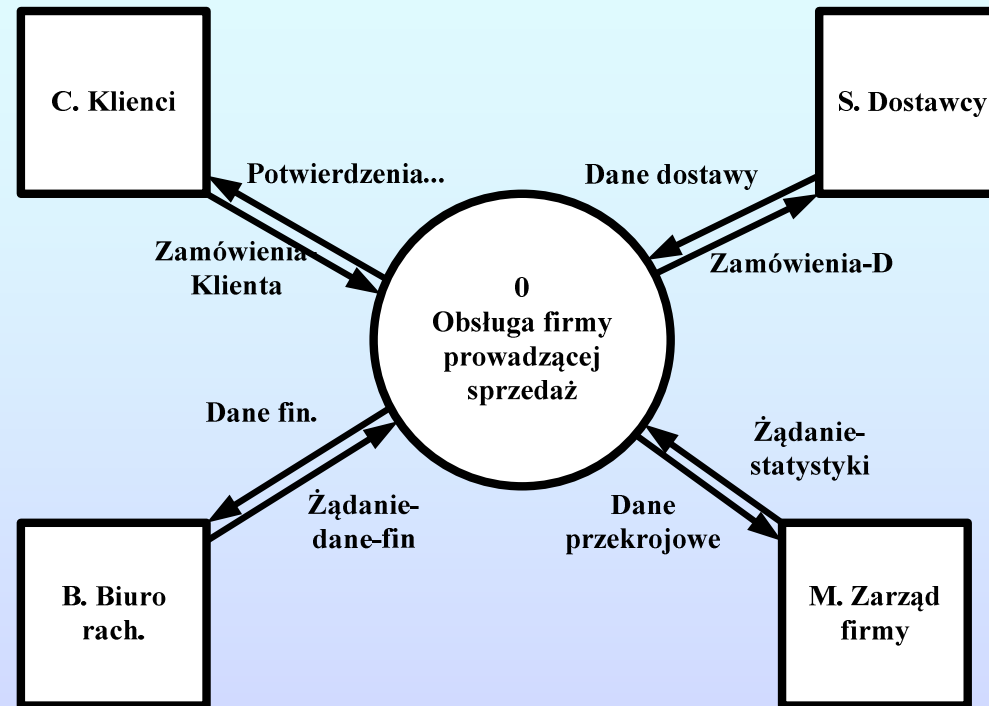 C. Klienci
S. Dostawcy
Potwierdzenia...
Dane dostawy
Zamówienia-
Klienta
Zamówienia-D
0
Obsługa firmy
prowadzącej
sprzedaż
Dane fin.
Żądanie-
statystyki
Żądanie-
dane-fin
Dane
przekrojowe
B. Biuro
rach.
M. Zarząd
firmy